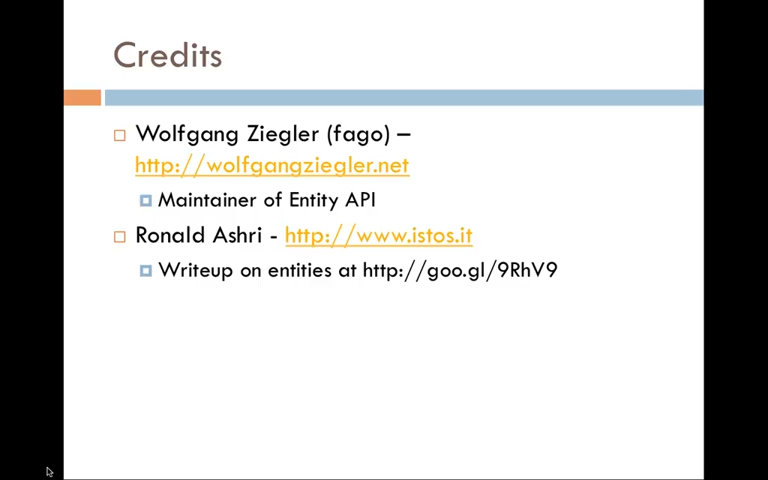 Credits
Wolfgang Ziegler (fago) –
http://wolfgangziegler.net
Maintainer of Entity API
Ronald Ashri - http://www.istos.it
Writeup on entities at http://goo.gl/9RhV9